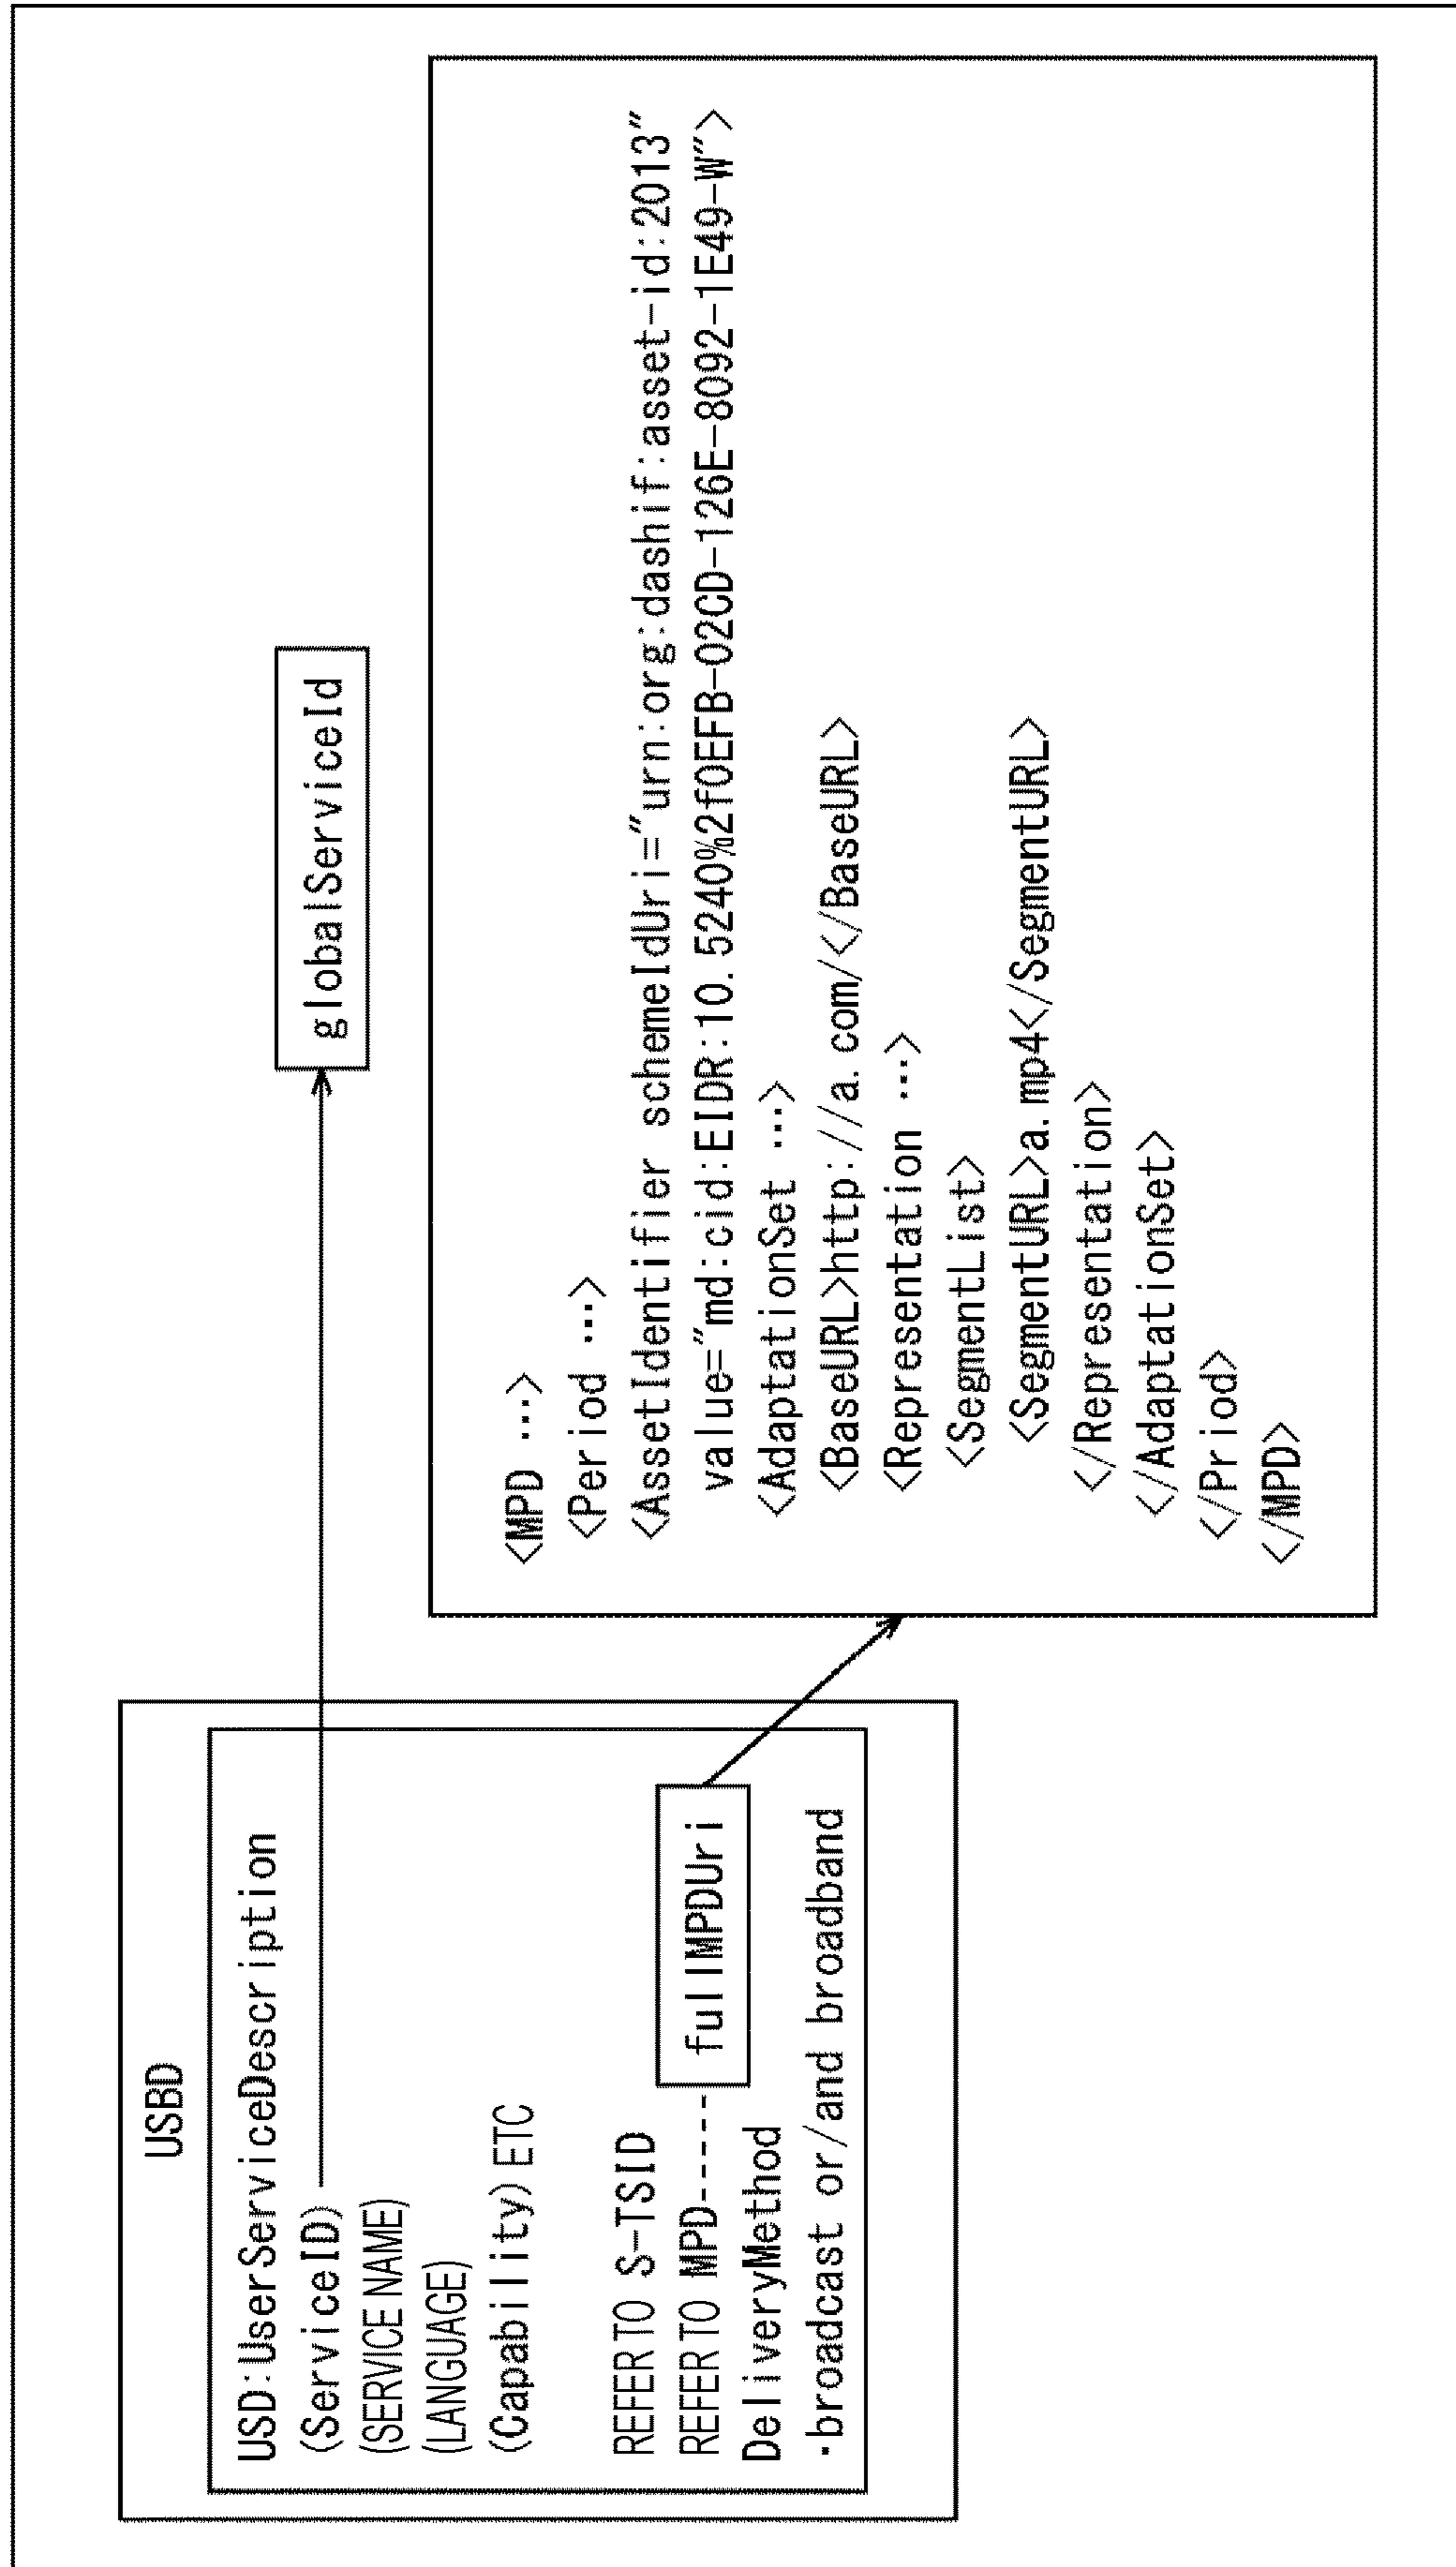 USBD
USD:UserServiceDescription
(ServiceID)
(SERVICE NAME)
(LANGUAGE)
(Capability) ETC
REFER TO S-TSID
REFER TO MPD-----
fullMPDUri
DeliveryMethod
・broadcast or/and broadband
globalServiceId
<MPD ...>
<Period ...>
<AssetIdentifier schemeIdUri="urn:org:dashif:asset-id:2013"
value="md:cid:EIDR:10.5240%2f0EFB-02CD-126E-8092-1E49-W">
<AdaptationSet ...>
<BaseURL>http://a.com/</BaseURL>
<Representation ...>
<SegmentList>
<SegmentURL>a.mp4</SegmentURL>
</Representation>
</AdaptationSet>
</Priod>
</MPD>